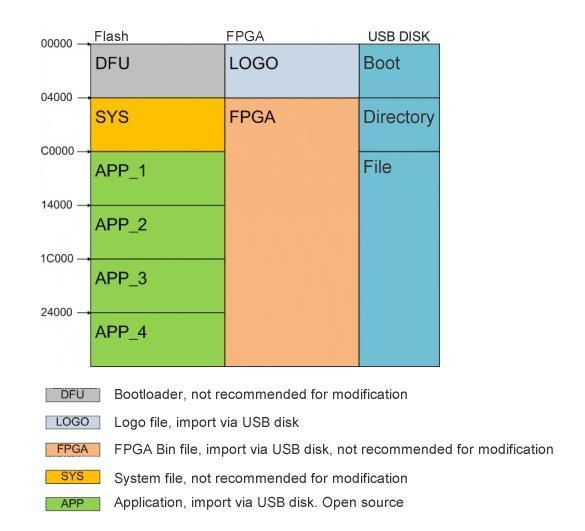 Flash FPGA USB DISK
00000
DFU LOGO Boot
04000
SYS FPGA Directory
C0000
APP_1 File
14000
APP_2
1C000
APP_3
24000
APP_4
DFU Bootloader, not recommended for modification
LOGO Logo file, import via USB disk
FPGA FPGA Bin file, import via USB disk, not recommended for modification
SYS System file, not recommended for modification
APP Application, import via USB disk. Open source